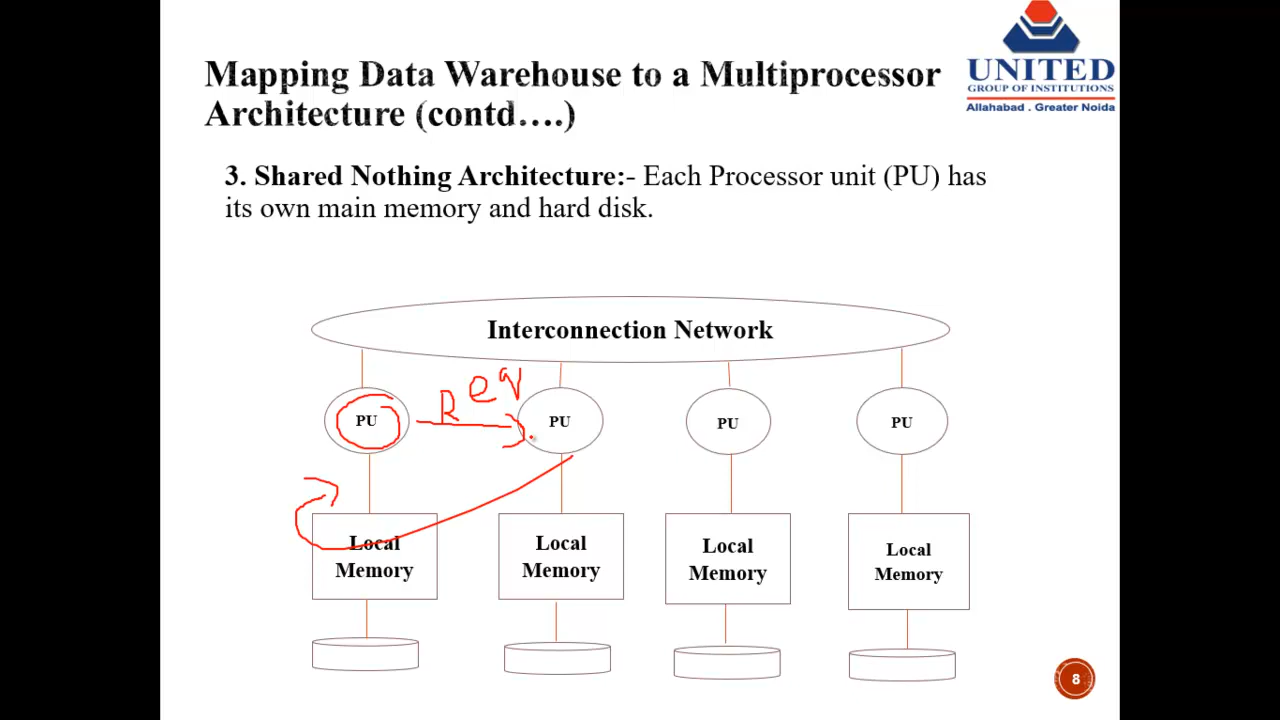 UNITED
GROUP OF INSTITUTIONS
Allahabad . Greater Noida
Mapping Data Warehouse to a Multiprocessor
Architecture (contd….)
3. Shared Nothing Architecture:- Each Processor unit (PU) has
its own main memory and hard disk.
Interconnection Network
Req
PU PU PU PU
Local Local Local Local
Memory Memory Memory Memory
8